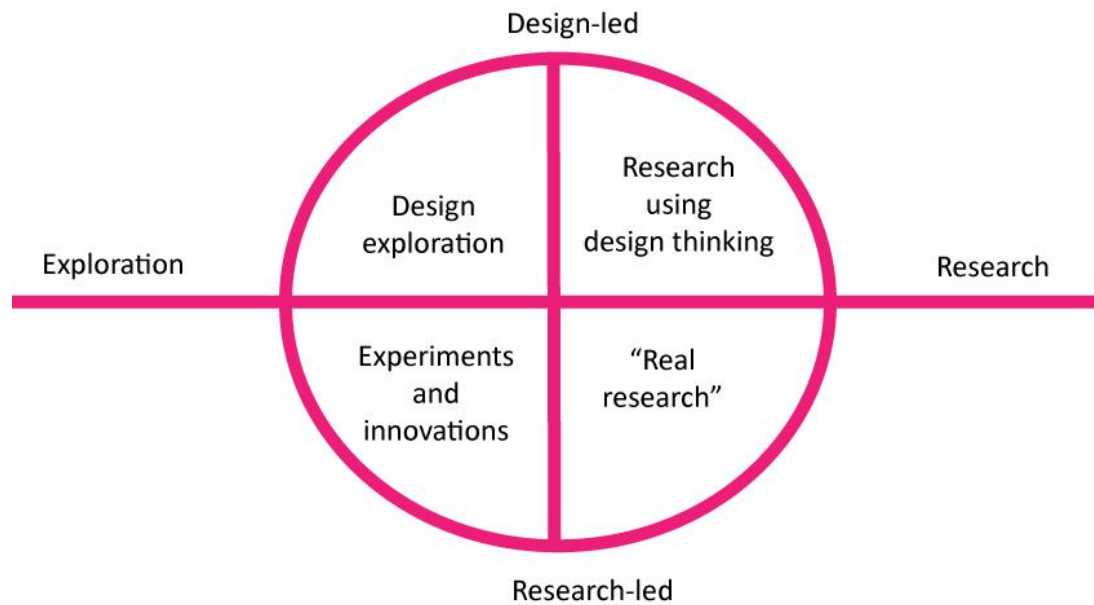 Design-led
Research
using
design thinking
Design
exploration
Exploration
Research
Experiments
and
innovations
“Real
research”
Research-led